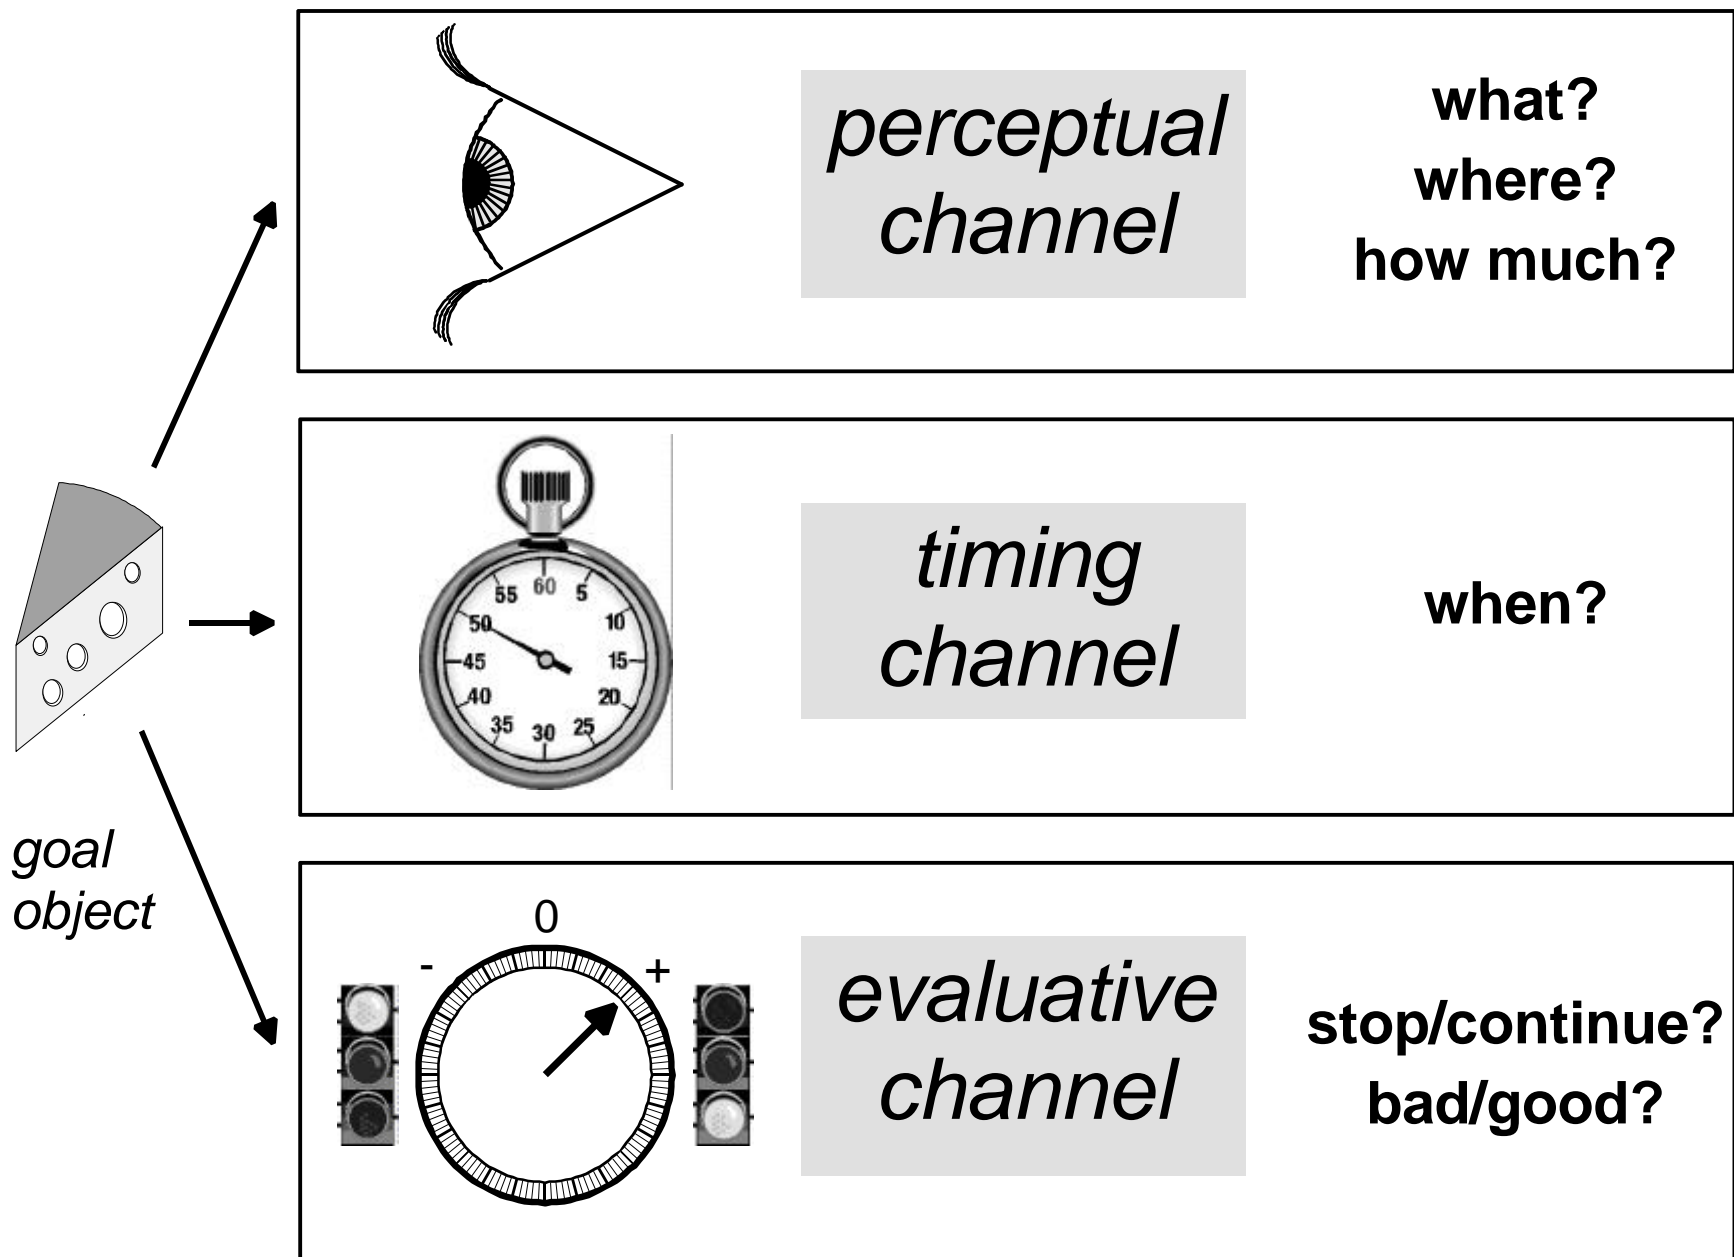 perceptual
channel
what?
where?
how much?
60
5
10
15
20
25
30
35
40
45
50
55
timing
channel
when?
goal
object
0
-
+
evaluative
channel
stop/continue?
bad/good?